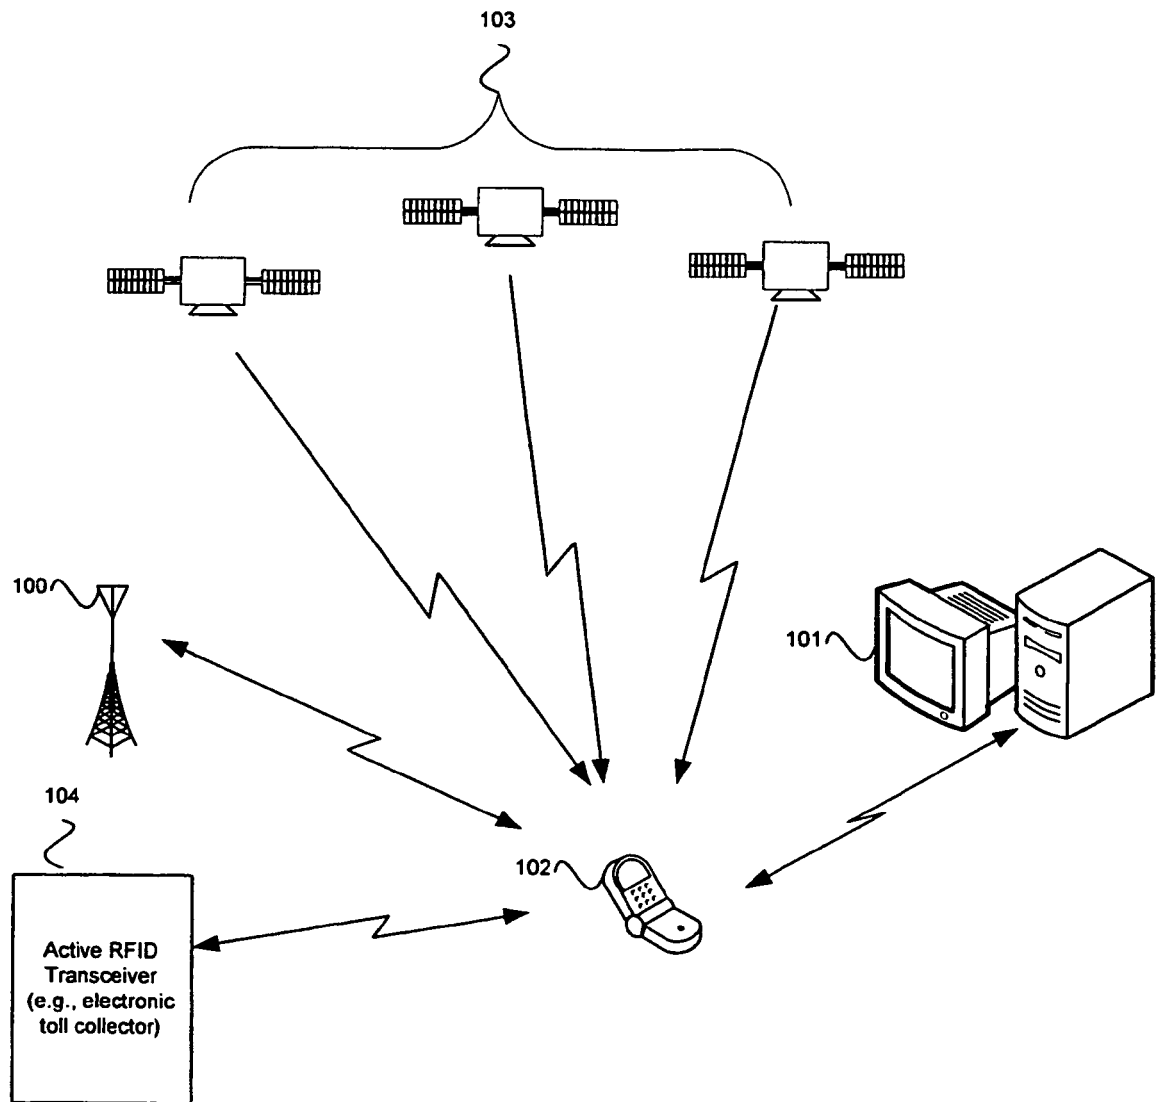 103
100
101
104
102
Active RFID
Transceiver
(e.g., electronic
toll collector)